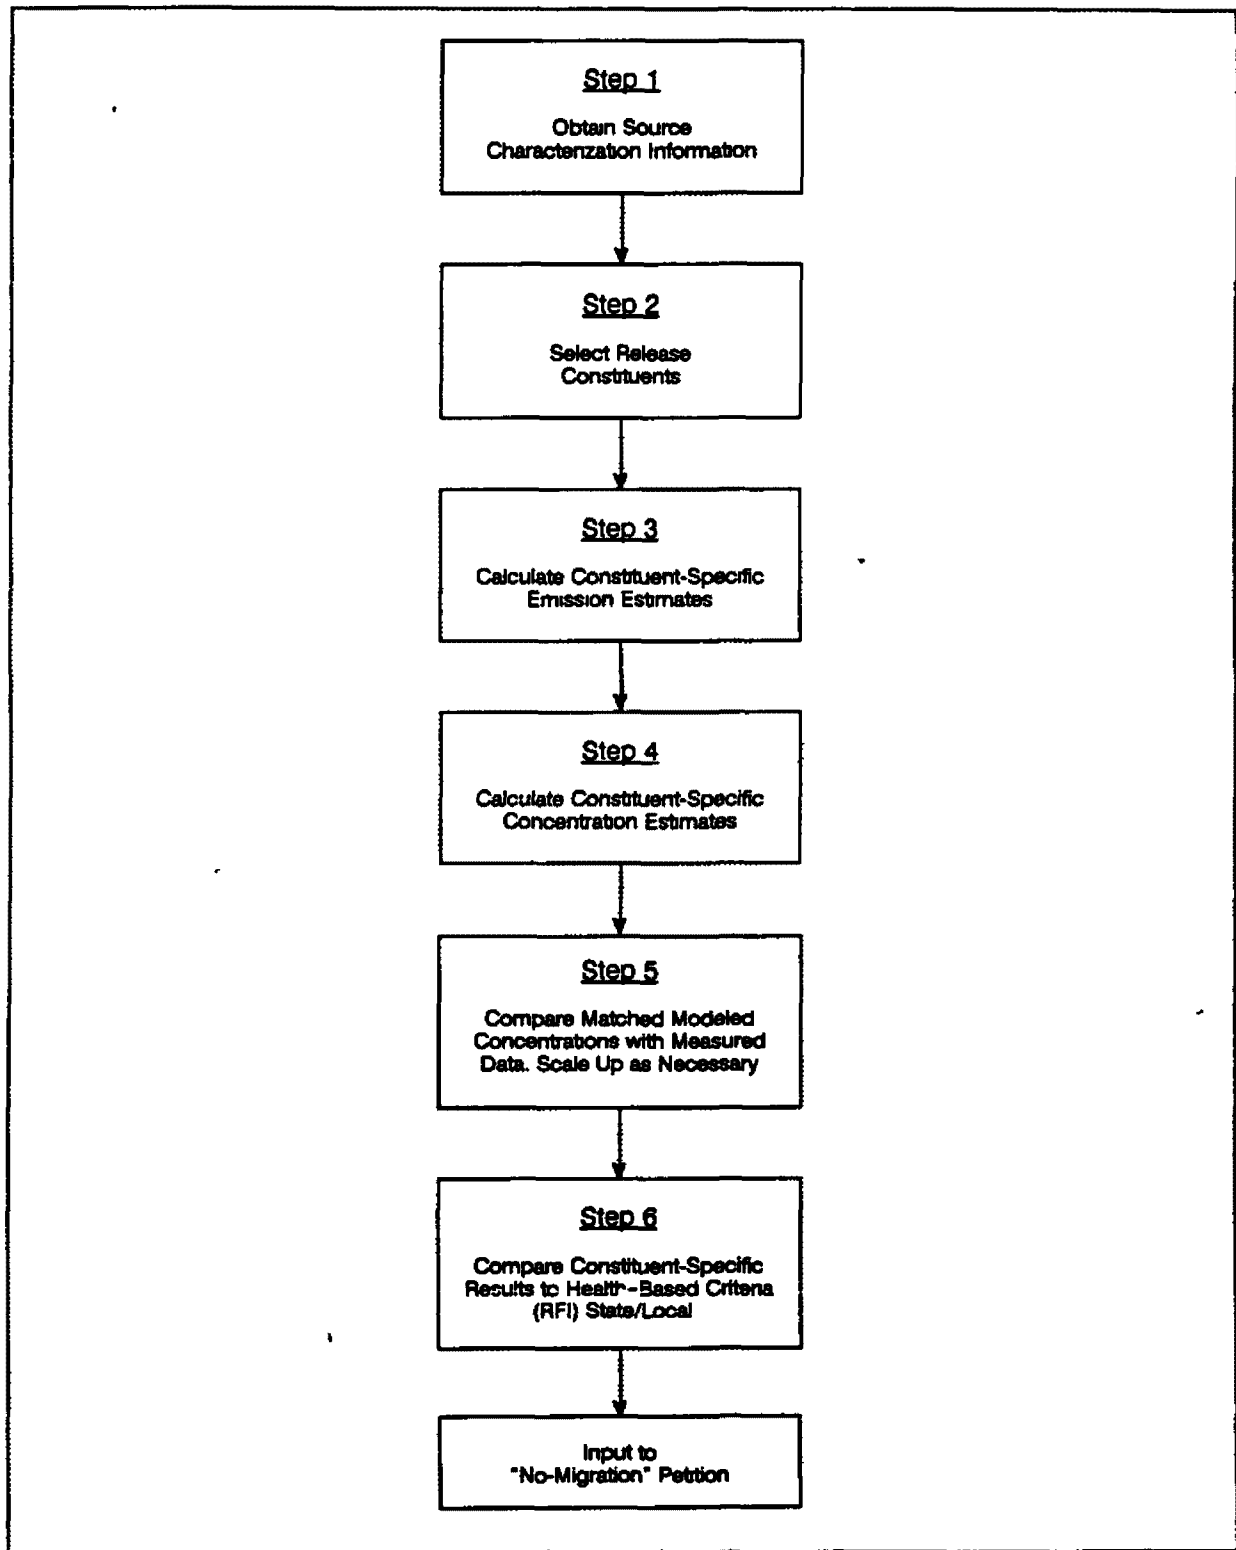 Step 1
Obtain Source
Characterization Information
Step 2
Select Release
Constituents
Step 3
Calculate Constituent-Specific
Emission Estimates
Step 4
Calculate Constituent-Specific
Concentration Estimates
Step 5
Compare Matched Modeled
Concentrations with Measured
Data. Scale Up as Necessary
Step 6
Compare Constituent-Specific
Results to Health-Based Criteria
(RFI) State/Local
Input to
"No-Migration" Petition